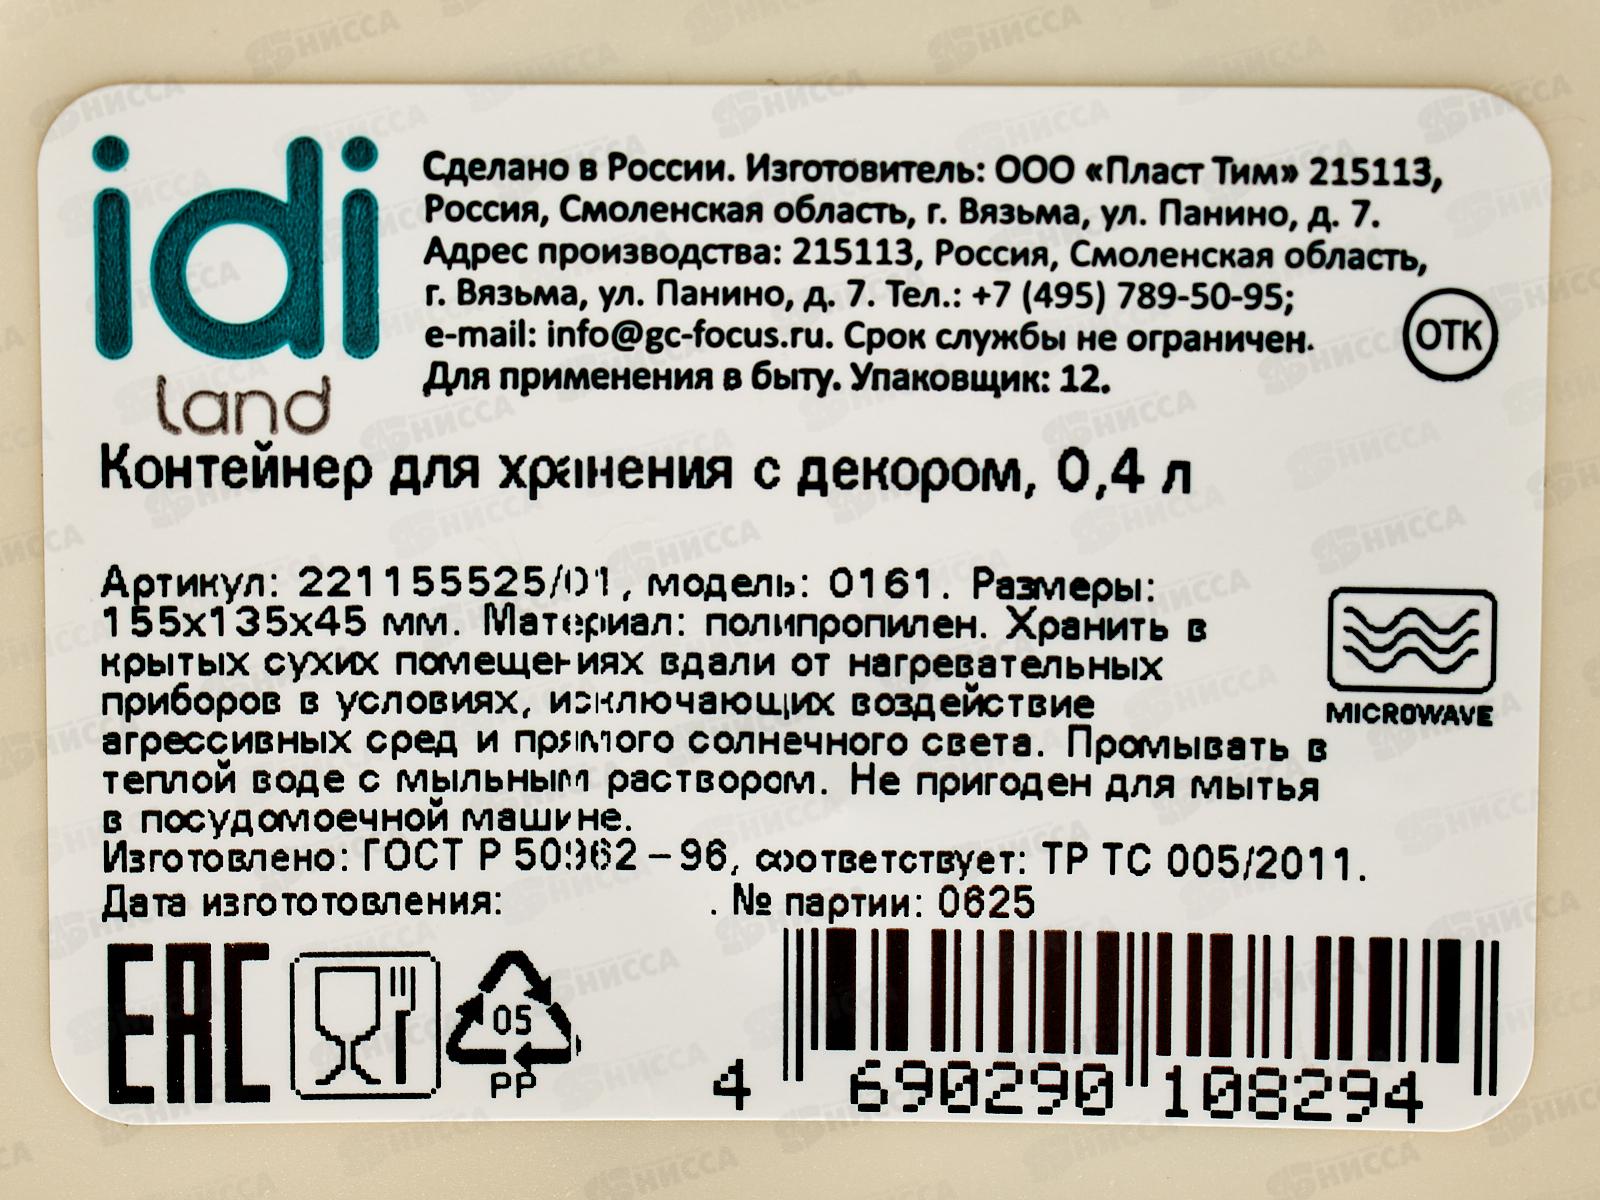 idi
land
Сделано в России. Изготовитель: ООО «Пласт Тим» 215113,
Россия, Смоленская область, г. Вязьма, ул. Панино, д. 7.
Адрес производства: 215113, Россия, Смоленская область,
г. Вязьма, ул. Панино, д. 7. Тел.: +7 (495) 789-50-95;
e-mail: info@gc-focus.ru. Срок службы не ограничен.
Для применения в быту. Упаковщик: 12.
ОТК
Контейнер для хранения с декором, 0,4 л
Артикул: 221155525/01, модель: 0161. Размеры:
155х135х45 мм. Материал: полипропилен. Хранить в
крытых сухих помещениях вдали от нагревательных
приборов в условиях, исключающих воздействие
агрессивных сред и прямого солнечного света. Промывать в
теплой воде с мыльным раствором. Не пригоден для мытья
в посудомоечной машине.
MICROWAVE
Изготовлено: ГОСТ Р 50962-96, соответствует: ТР ТС 005/2011.
Дата изгототовления: . № партии: 0625
EAC
05
PP
4 690290 108294
НИССА